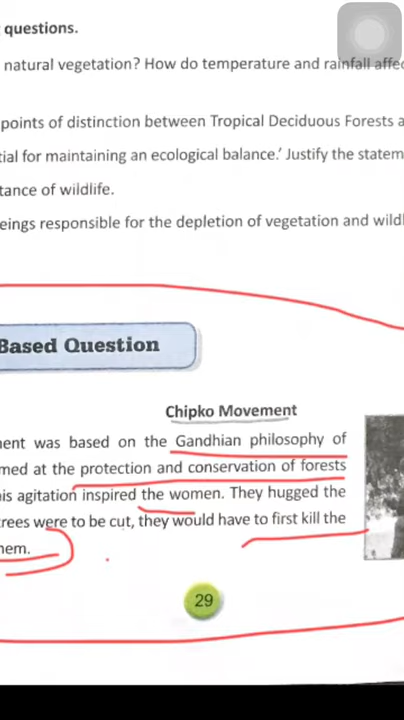 questions.
natural vegetation? How do temperature and rainfall affe
points of distinction between Tropical Deciduous Forests a
tial for maintaining an ecological balance.' Justify the statem
tance of wildlife.
eings responsible for the depletion of vegetation and wildl
Based Question
Chipko Movement
ent was based on the Gandhian philosophy of
med at the protection and conservation of forests
is agitation inspired the women. They hugged the
trees were to be cut, they would have to first kill the
hem.
29